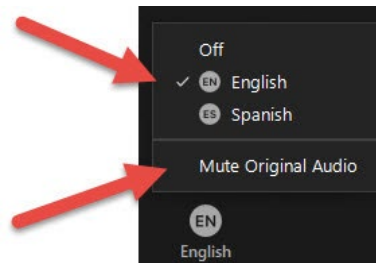 Off
EN English
ES Spanish
Mute Original Audio
EN
English